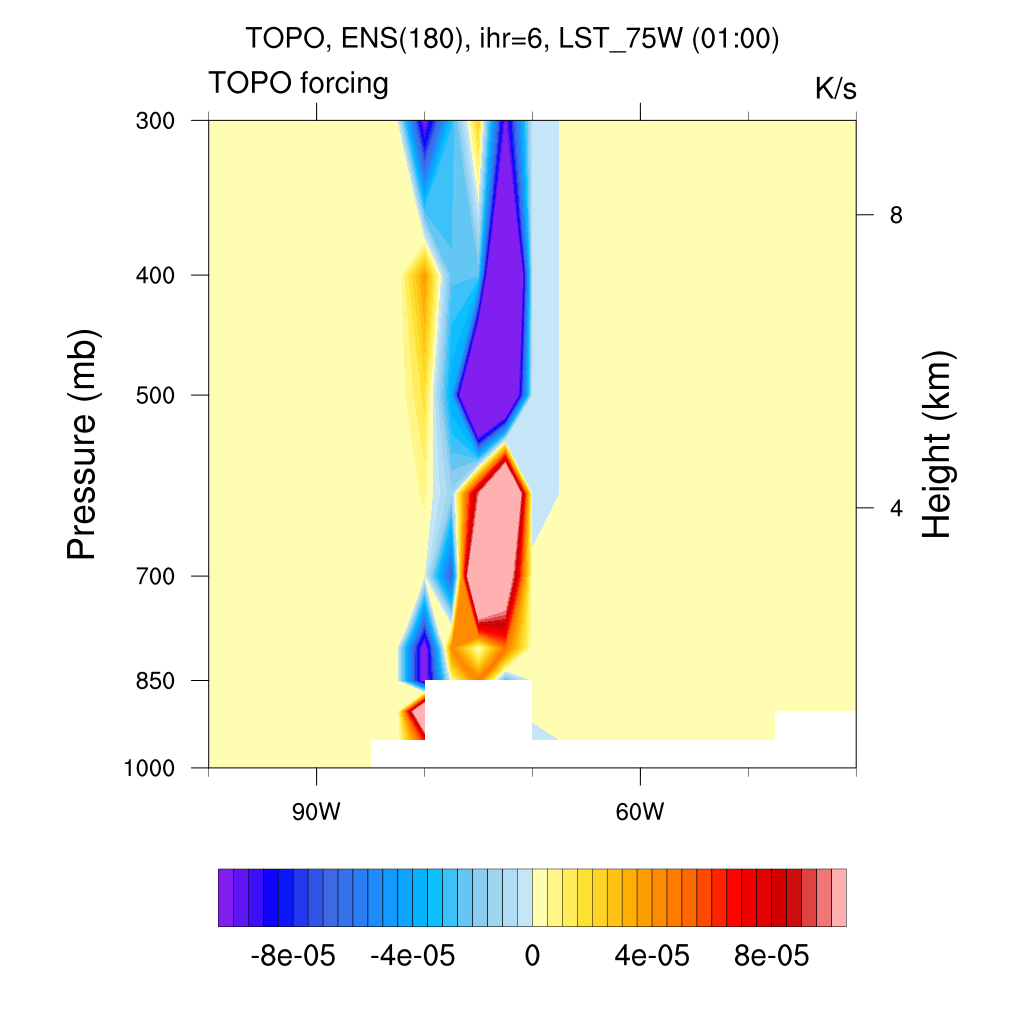 TOPO, ENS(180), ihr=6, LST_75W (01:00)
TOPO forcing
K/s
300
400
500
700
850
1000
Pressure (mb)
8
4
Height (km)
90W
60W
-8e-05
-4e-05
0
4e-05
8e-05